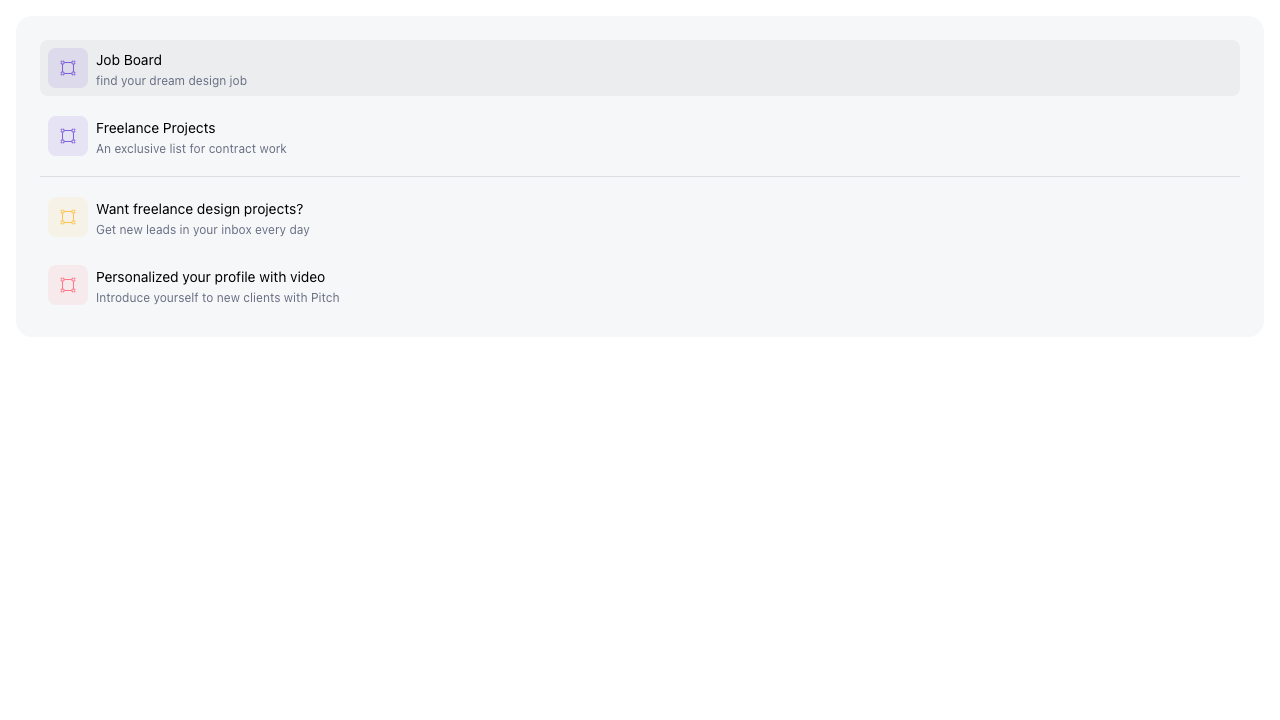 Job Board
find your dream design job
Freelance Projects
An exclusive list for contract work
Want freelance design projects?
Get new leads in your inbox every day
Personalized your profile with video
Introduce yourself to new clients with Pitch